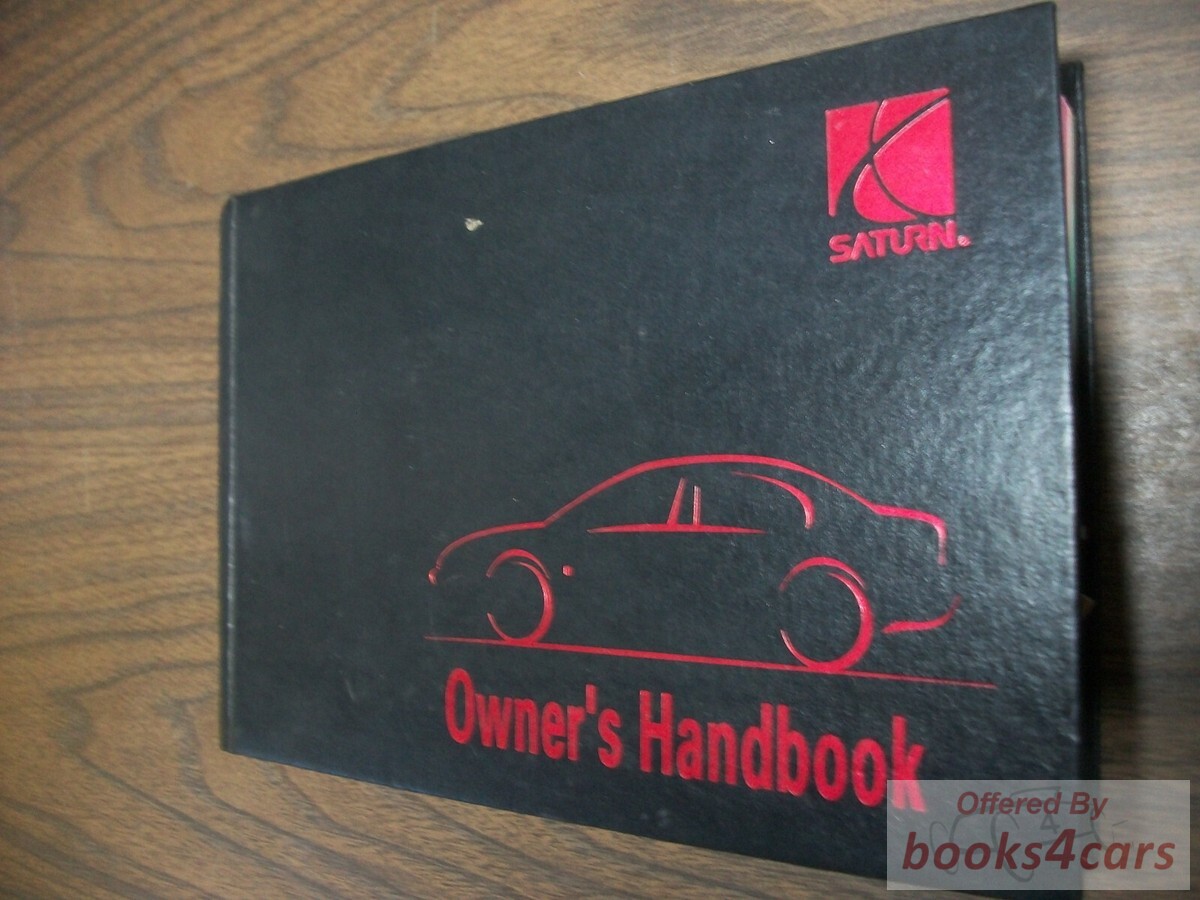 SATURN®
Owner's Handbook
Offered By
books4cars